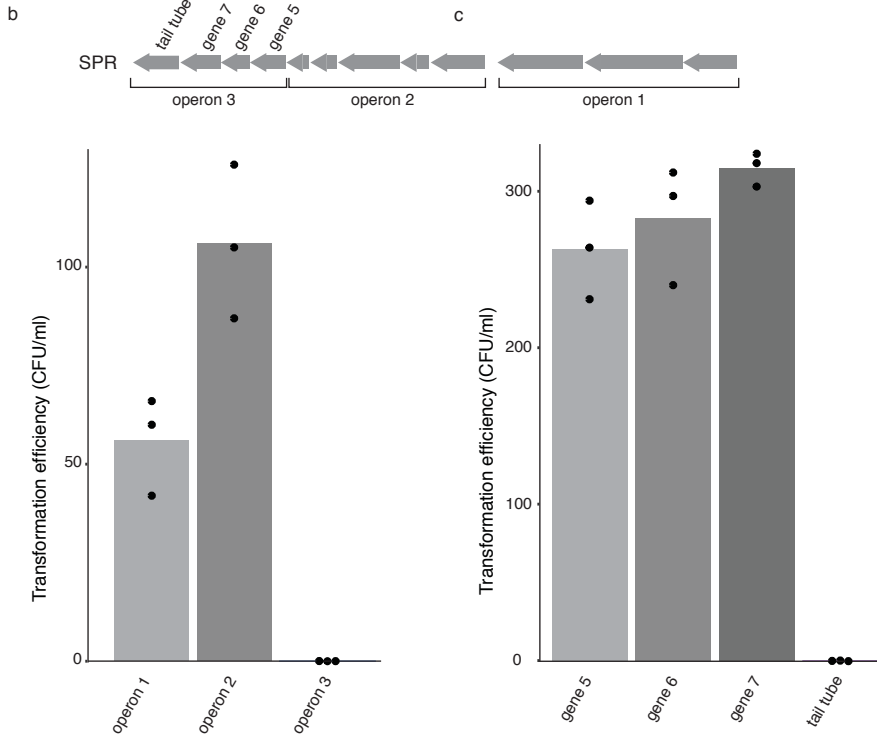 b
c
tail tube
gene 7
gene 6
gene 5
SPR
operon 3
operon 2
operon 1
Transformation efficiency (CFU/ml)
100
50
0
operon 1
operon 2
operon 3
Transformation efficiency (CFU/ml)
300
200
100
0
gene 5
gene 6
gene 7
tail tube